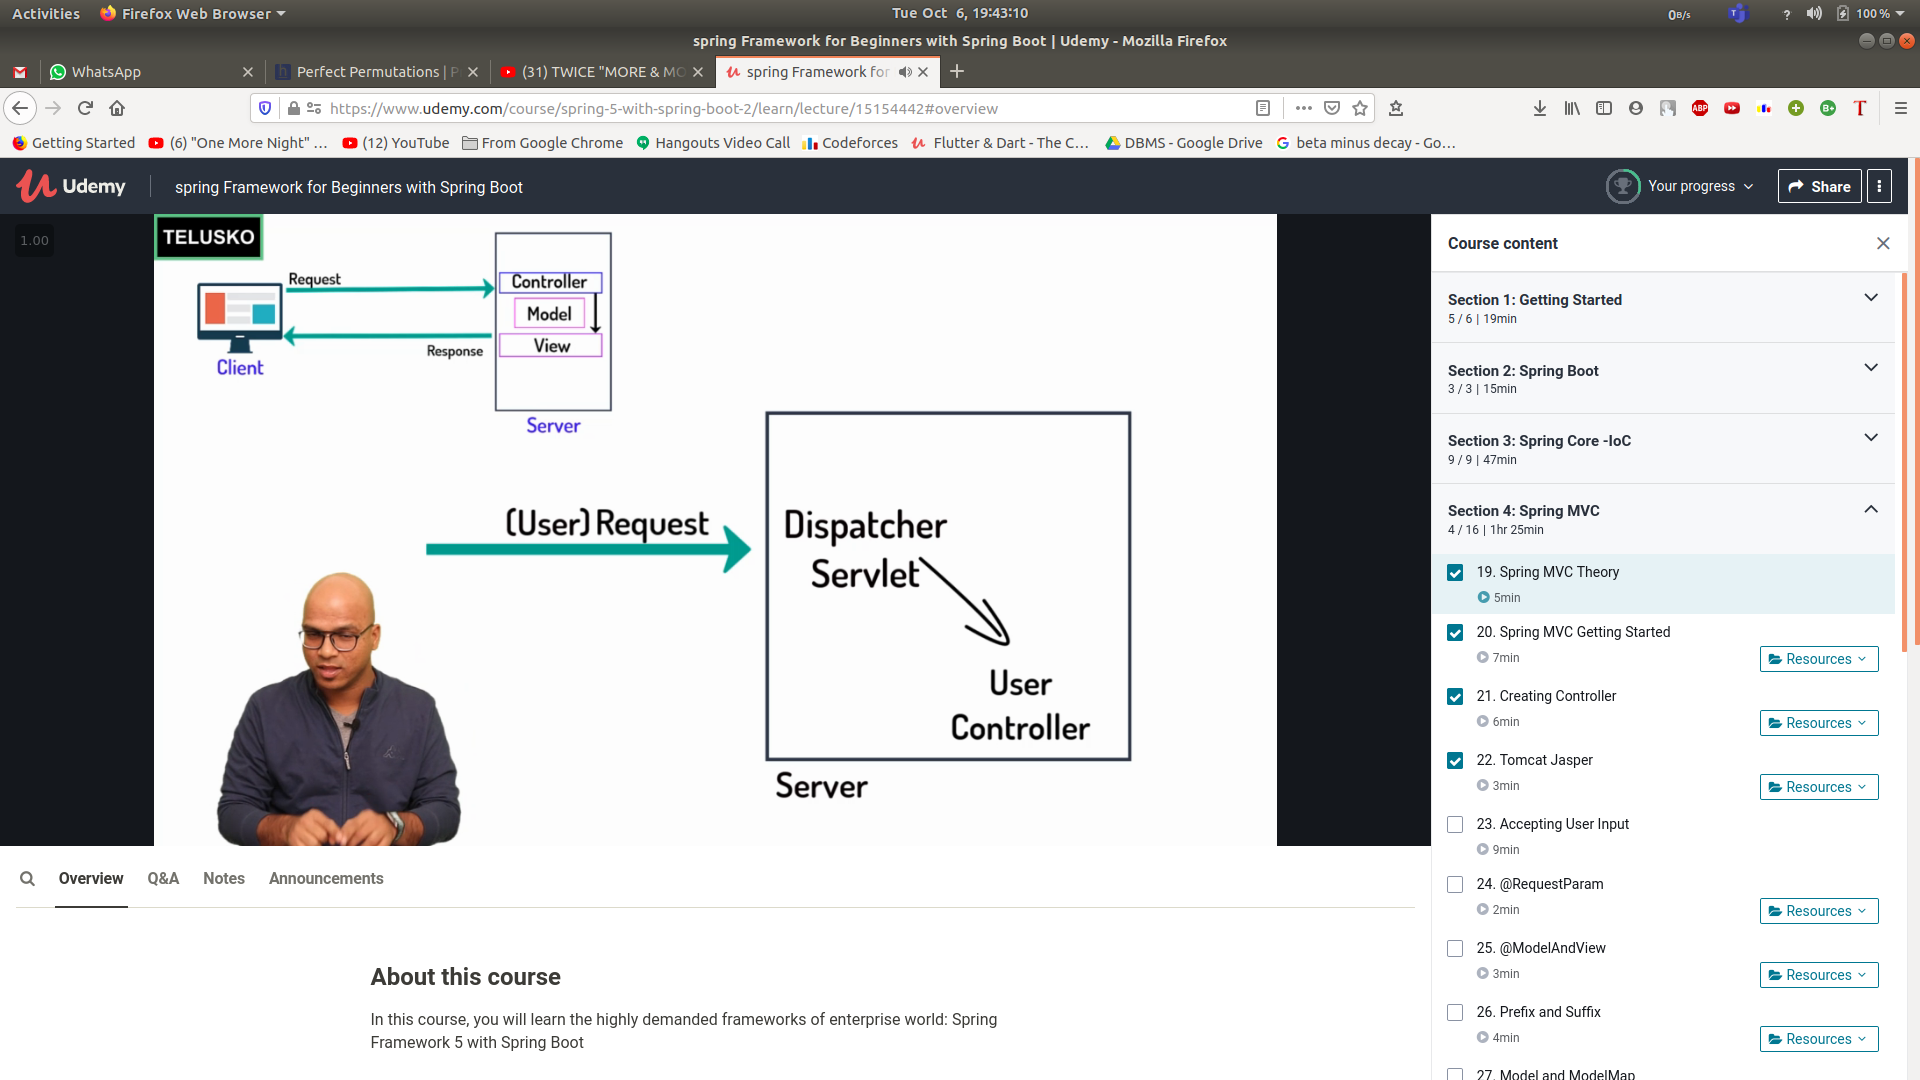 Activities
Firefox Web Browser
Tue Oct 6, 19:43:10
0B/s
?
100 %
spring Framework for Beginners with Spring Boot | Udemy - Mozilla Firefox
WhatsApp
Perfect Permutations | P
(31) TWICE "MORE & MO
spring Framework for
https://www.udemy.com/course/spring-5-with-spring-boot-2/learn/lecture/15154442#overview
ABP
B+
T
Getting Started
(6) "One More Night" ...
(12) YouTube
From Google Chrome
Hangouts Video Call
Codeforces
Flutter & Dart - The C...
DBMS - Google Drive
beta minus decay - Go...
Udemy
spring Framework for Beginners with Spring Boot
Your progress
Share
1.00
TELUSKO
Request
Response
Client
Controller
Model
View
Server
(User) Request
Dispatcher
Servlet
User
Controller
Server
Overview
Q&A
Notes
Announcements
About this course
In this course, you will learn the highly demanded frameworks of enterprise world: Spring
Framework 5 with Spring Boot
Course content
Section 1: Getting Started
5 / 6 | 19min
Section 2: Spring Boot
3 / 3 | 15min
Section 3: Spring Core -IoC
9 / 9 | 47min
Section 4: Spring MVC
4 / 16 | 1hr 25min
19. Spring MVC Theory
5min
20. Spring MVC Getting Started
7min
Resources
21. Creating Controller
6min
Resources
22. Tomcat Jasper
3min
Resources
23. Accepting User Input
9min
24. @RequestParam
2min
Resources
25. @ModelAndView
3min
Resources
26. Prefix and Suffix
4min
Resources
27. Model and ModelMap